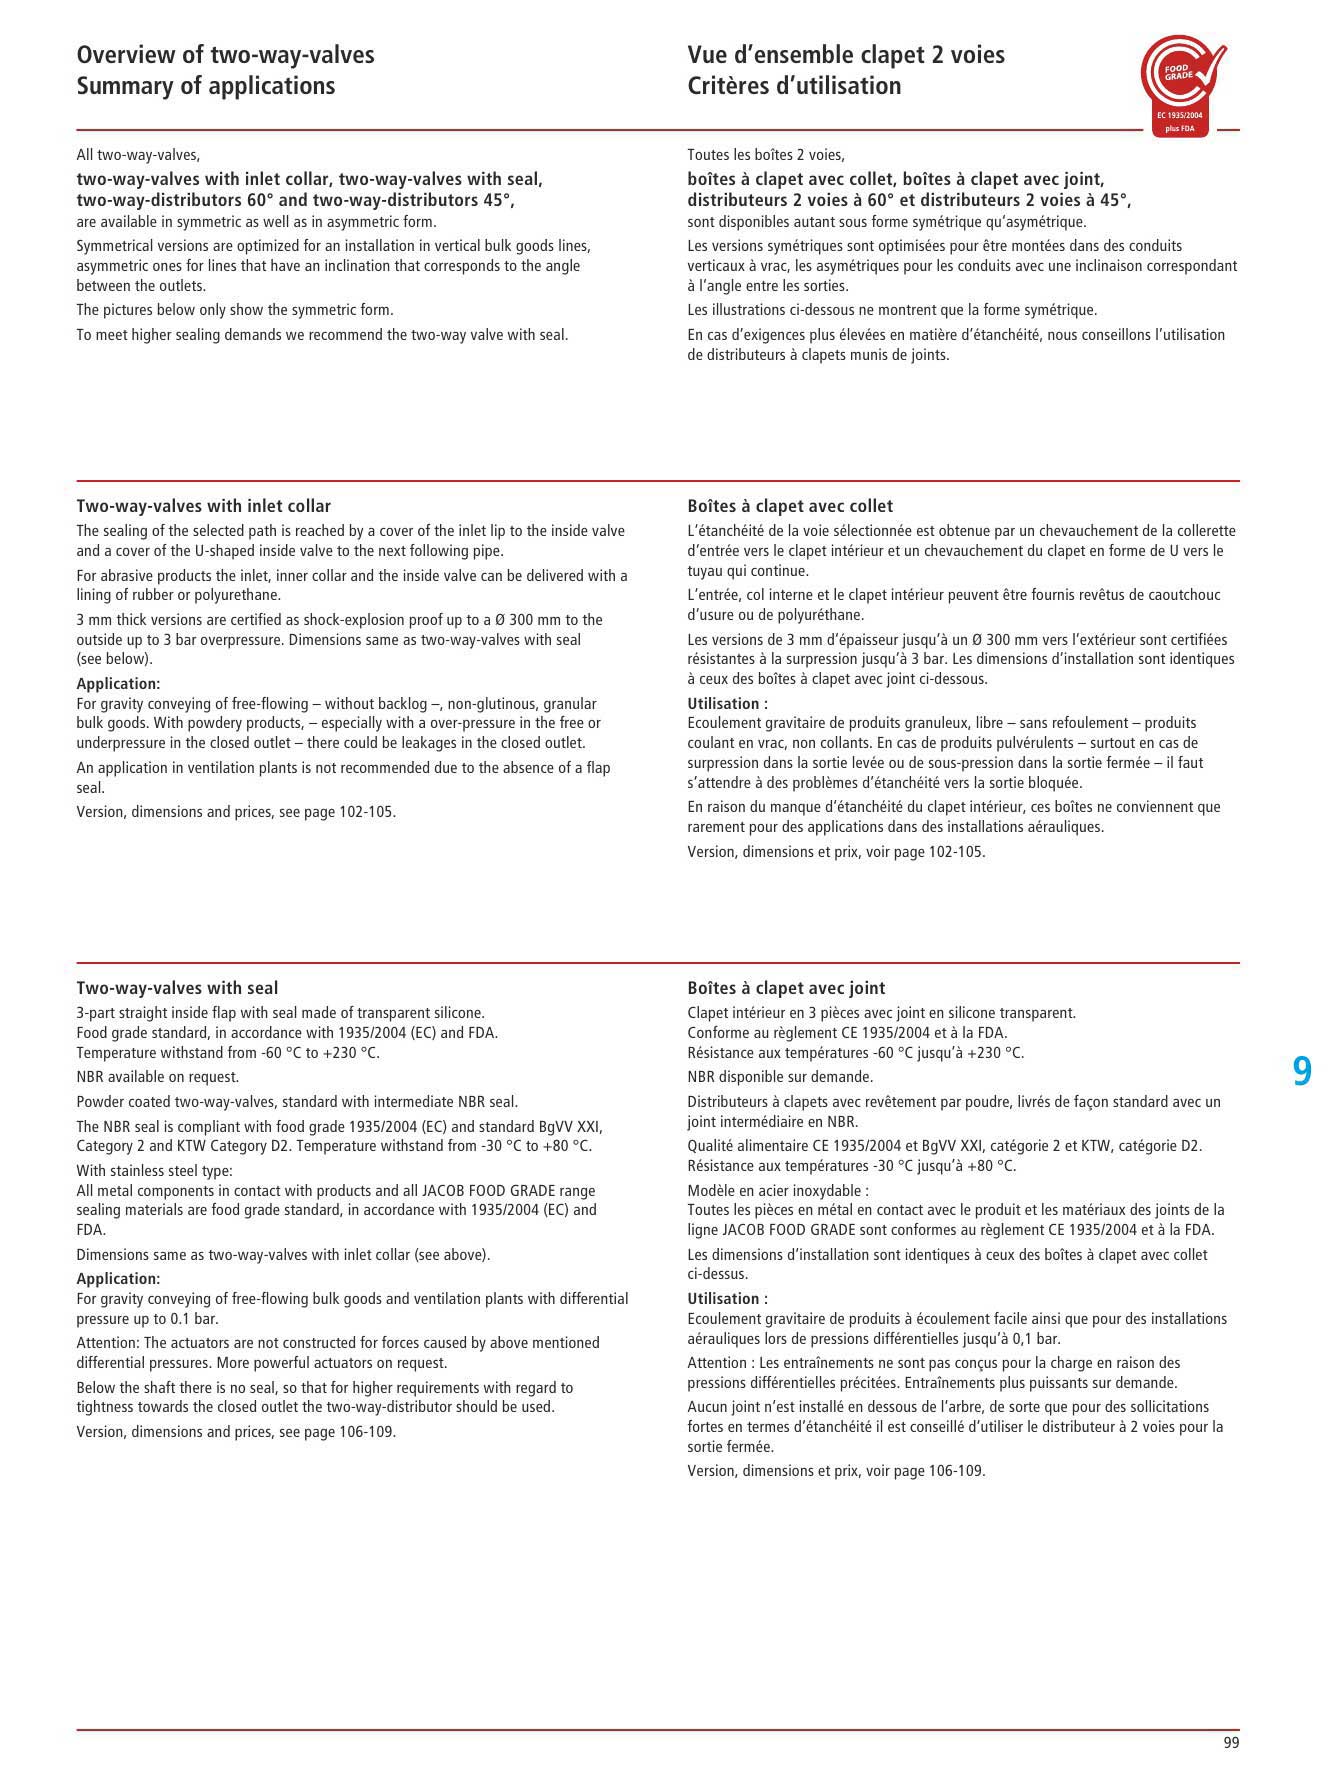 Overview of two-way-valves
Summary of applications
Vue d’ensemble clapet 2 voies
Critères d’utilisation
FOOD
GRADE
EC 1935/2004
plus FDA
All two-way-valves,
two-way-valves with inlet collar, two-way-valves with seal,
two-way-distributors 60° and two-way-distributors 45°,
are available in symmetric as well as in asymmetric form.
Symmetrical versions are optimized for an installation in vertical bulk goods lines,
asymmetric ones for lines that have an inclination that corresponds to the angle
between the outlets.
The pictures below only show the symmetric form.
To meet higher sealing demands we recommend the two-way valve with seal.
Toutes les boîtes 2 voies,
boîtes à clapet avec collet, boîtes à clapet avec joint,
distributeurs 2 voies à 60° et distributeurs 2 voies à 45°,
sont disponibles autant sous forme symétrique qu‘asymétrique.
Les versions symétriques sont optimisées pour être montées dans des conduits
verticaux à vrac, les asymétriques pour les conduits avec une inclinaison correspondant
à l’angle entre les sorties.
Les illustrations ci-dessous ne montrent que la forme symétrique.
En cas d’exigences plus élevées en matière d’étanchéité, nous conseillons l’utilisation
de distributeurs à clapets munis de joints.
Two-way-valves with inlet collar
The sealing of the selected path is reached by a cover of the inlet lip to the inside valve
and a cover of the U-shaped inside valve to the next following pipe.
For abrasive products the inlet, inner collar and the inside valve can be delivered with a
lining of rubber or polyurethane.
3 mm thick versions are certified as shock-explosion proof up to a Ø 300 mm to the
outside up to 3 bar overpressure. Dimensions same as two-way-valves with seal
(see below).
Application:
For gravity conveying of free-flowing – without backlog –, non-glutinous, granular
bulk goods. With powdery products, – especially with a over-pressure in the free or
underpressure in the closed outlet – there could be leakages in the closed outlet.
An application in ventilation plants is not recommended due to the absence of a flap
seal.
Version, dimensions and prices, see page 102-105.
Boîtes à clapet avec collet
L’étanchéité de la voie sélectionnée est obtenue par un chevauchement de la collerette
d’entrée vers le clapet intérieur et un chevauchement du clapet en forme de U vers le
tuyau qui continue.
L’entrée, col interne et le clapet intérieur peuvent être fournis revêtus de caoutchouc
d’usure ou de polyuréthane.
Les versions de 3 mm d’épaisseur jusqu’à un Ø 300 mm vers l’extérieur sont certifiées
résistantes à la surpression jusqu’à 3 bar. Les dimensions d’installation sont identiques
à ceux des boîtes à clapet avec joint ci-dessous.
Utilisation :
Ecoulement gravitaire de produits granuleux, libre – sans refoulement – produits
coulant en vrac, non collants. En cas de produits pulvérulents – surtout en cas de
surpression dans la sortie levée ou de sous-pression dans la sortie fermée – il faut
s’attendre à des problèmes d’étanchéité vers la sortie bloquée.
En raison du manque d’étanchéité du clapet intérieur, ces boîtes ne conviennent que
rarement pour des applications dans des installations aérauliques.
Version, dimensions et prix, voir page 102-105.
Two-way-valves with seal
3-part straight inside flap with seal made of transparent silicone.
Food grade standard, in accordance with 1935/2004 (EC) and FDA.
Temperature withstand from -60 °C to +230 °C.
NBR available on request.
Powder coated two-way-valves, standard with intermediate NBR seal.
The NBR seal is compliant with food grade 1935/2004 (EC) and standard BgVV XXI,
Category 2 and KTW Category D2. Temperature withstand from -30 °C to +80 °C.
With stainless steel type:
All metal components in contact with products and all JACOB FOOD GRADE range
sealing materials are food grade standard, in accordance with 1935/2004 (EC) and
FDA.
Dimensions same as two-way-valves with inlet collar (see above).
Application:
For gravity conveying of free-flowing bulk goods and ventilation plants with differential
pressure up to 0.1 bar.
Attention: The actuators are not constructed for forces caused by above mentioned
differential pressures. More powerful actuators on request.
Below the shaft there is no seal, so that for higher requirements with regard to
tightness towards the closed outlet the two-way-distributor should be used.
Version, dimensions and prices, see page 106-109.
Boîtes à clapet avec joint
Clapet intérieur en 3 pièces avec joint en silicone transparent.
Conforme au règlement CE 1935/2004 et à la FDA.
Résistance aux températures -60 °C jusqu’à +230 °C.
NBR disponible sur demande.
Distributeurs à clapets avec revêtement par poudre, livrés de façon standard avec un
joint intermédiaire en NBR.
Qualité alimentaire CE 1935/2004 et BgVV XXI, catégorie 2 et KTW, catégorie D2.
Résistance aux températures -30 °C jusqu’à +80 °C.
Modèle en acier inoxydable :
Toutes les pièces en métal en contact avec le produit et les matériaux des joints de la
ligne JACOB FOOD GRADE sont conformes au règlement CE 1935/2004 et à la FDA.
Les dimensions d’installation sont identiques à ceux des boîtes à clapet avec collet
ci-dessus.
Utilisation :
Ecoulement gravitaire de produits à écoulement facile ainsi que pour des installations
aérauliques lors de pressions différentielles jusqu’à 0,1 bar.
Attention : Les entraînements ne sont pas conçus pour la charge en raison des
pressions différentielles précitées. Entraînements plus puissants sur demande.
Aucun joint n’est installé en dessous de l’arbre, de sorte que pour des sollicitations
fortes en termes d’étanchéité il est conseillé d’utiliser le distributeur à 2 voies pour la
sortie fermée.
Version, dimensions et prix, voir page 106-109.
9
99